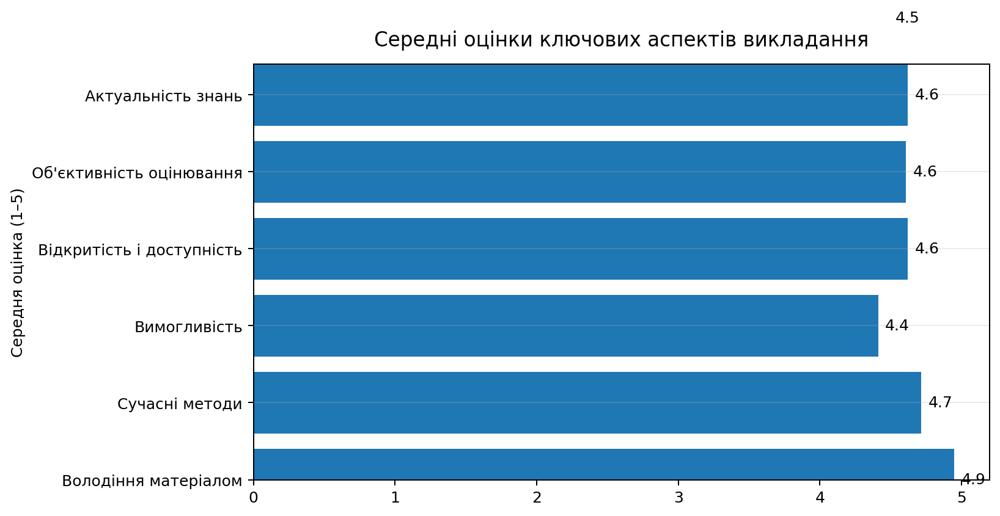 4.5
Середні оцінки ключових аспектів викладання
Актуальність знань
4.6
Об'єктивність оцінювання
4.6
Відкритість і доступність
4.6
Вимогливість
4.4
Сучасні методи
4.7
Володіння матеріалом
4.9
Середня оцінка (1–5)
0 1 2 3 4 5